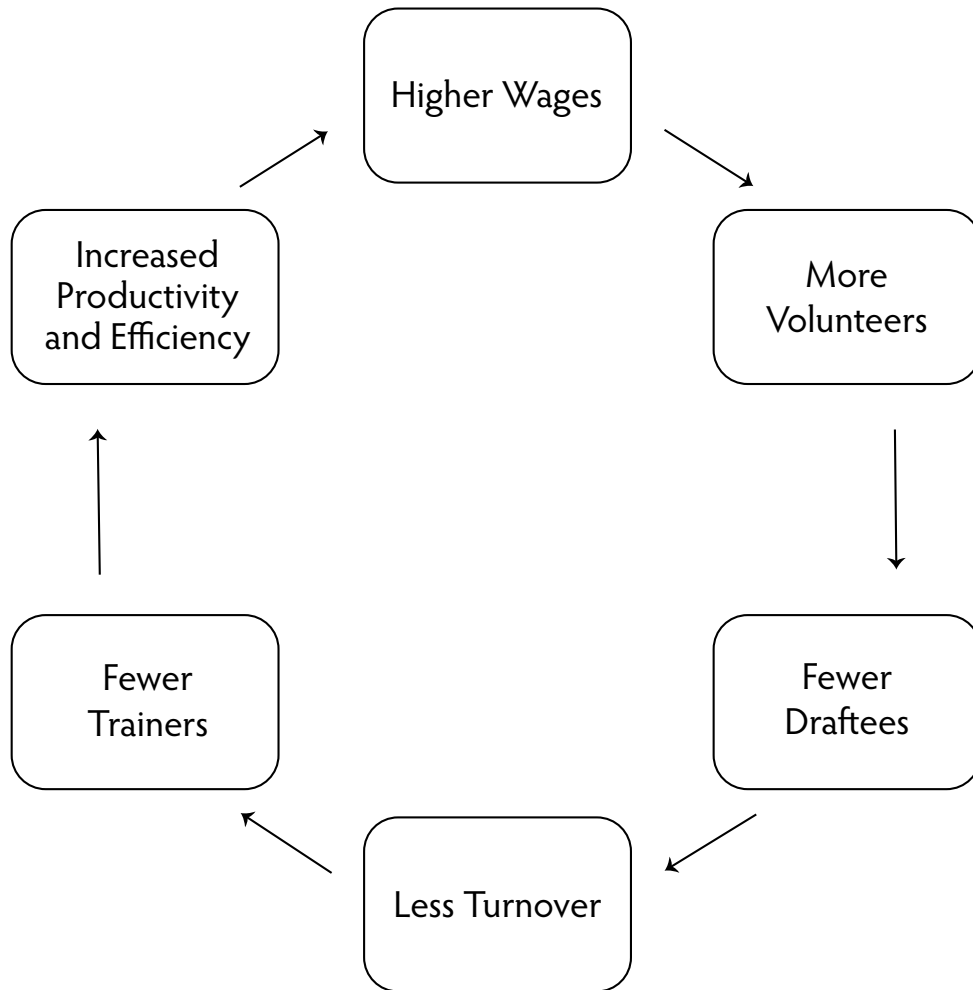 Higher Wages
Increased
Productivity
and Efficiency
More
Volunteers
Fewer
Trainers
Fewer
Draftees
Less Turnover